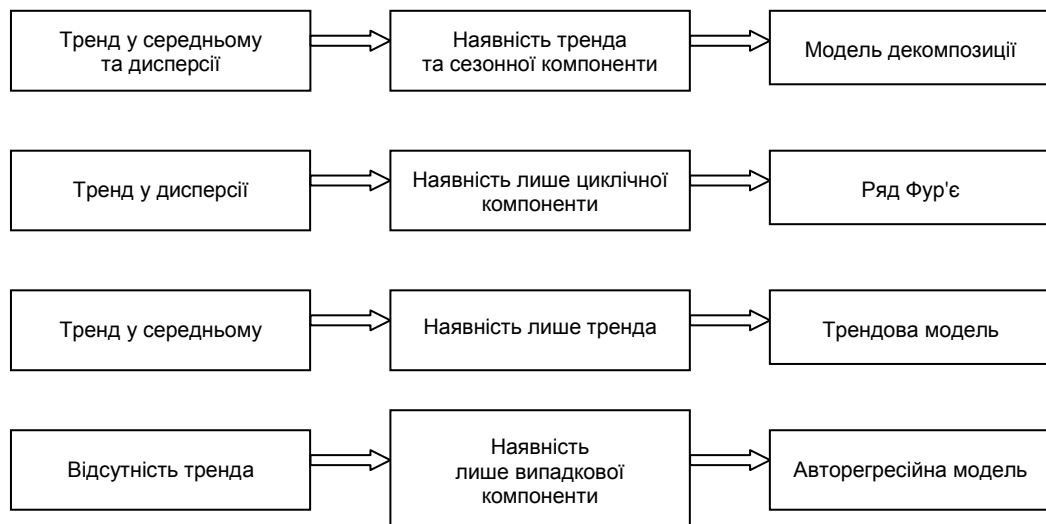 Тренд у середньому
та дисперсії
Наявність тренда
та сезонної компоненти
Модель декомпозиції
Тренд у дисперсії
Наявність лише циклічної
компоненти
Ряд Фур'є
Тренд у середньому
Наявність лише тренда
Трендова модель
Відсутність тренда
Наявність
лише випадкової
компоненти
Авторегресійна модель